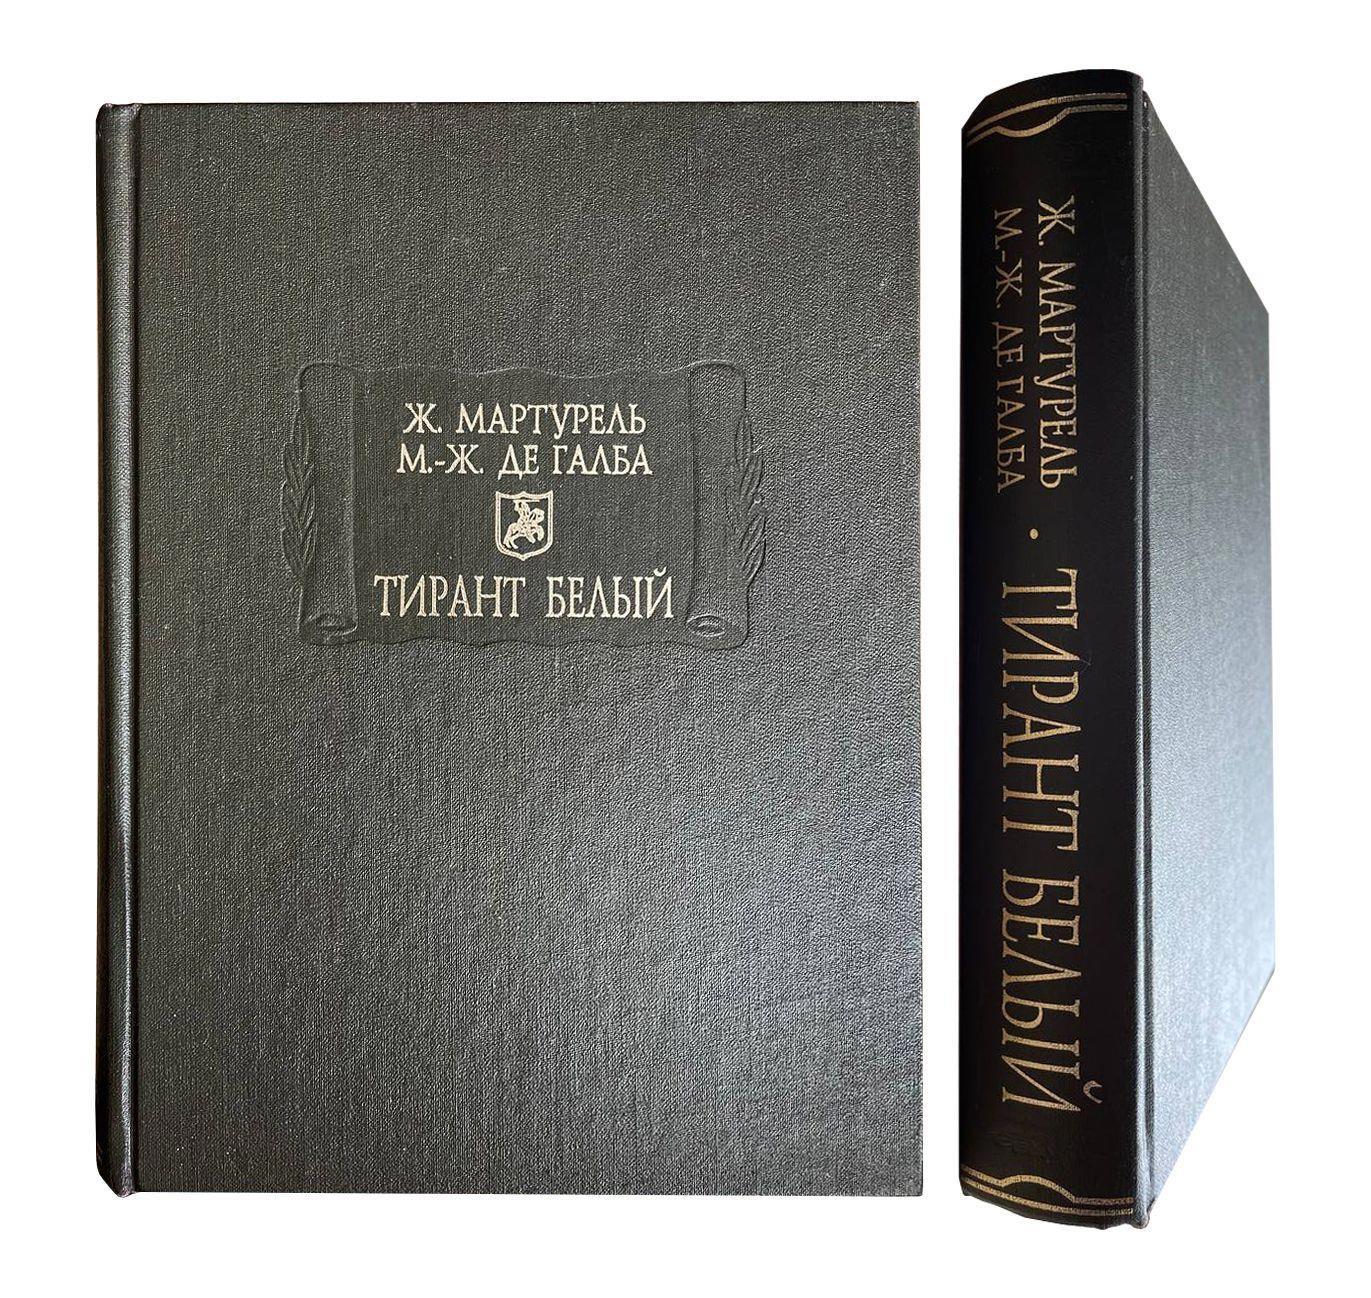 Ж. МАРТУРЕЛЬ
М.-Ж. ДЕ ГАЛБА
ТИРАНТ БЕЛЫЙ
Ж. МАРТУРЕЛЬ
М.-Ж. ДЕ ГАЛБА
• ТИРАНТ БЕЛЫЙ